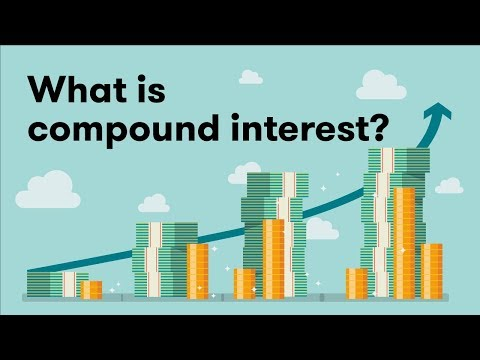 What is
compound interest?